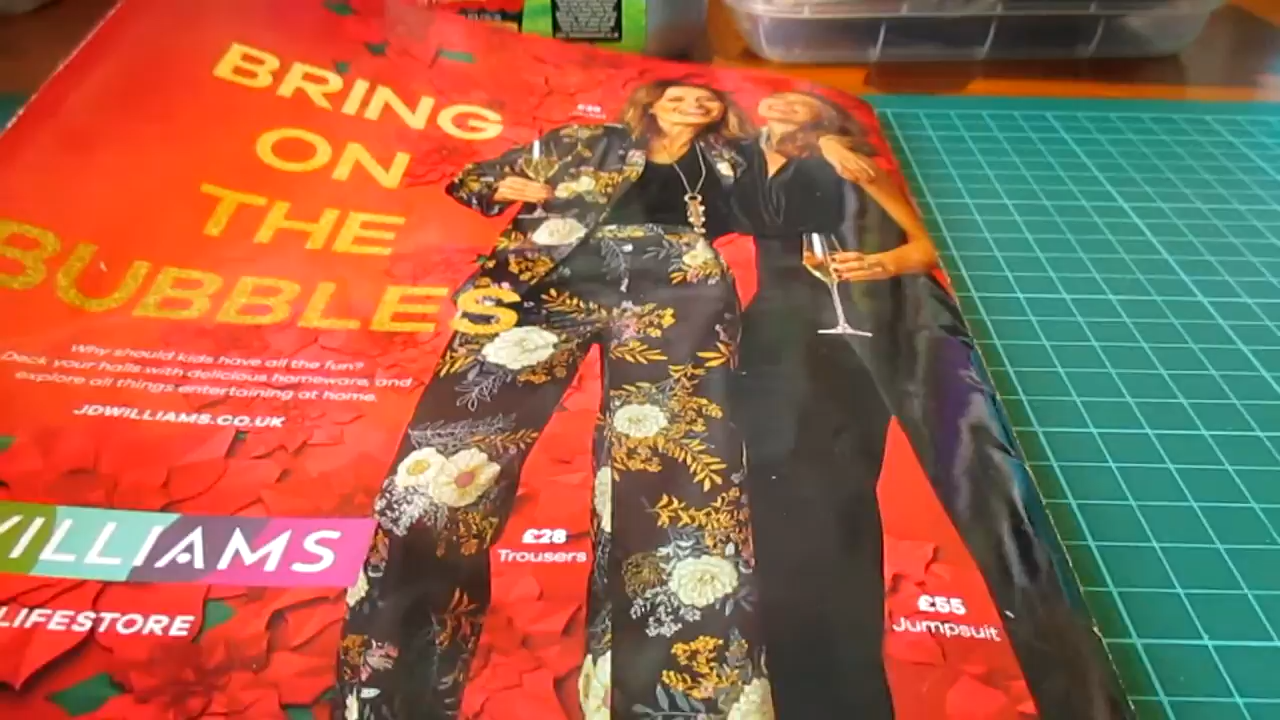 BRING
ON
THE
BUBBLES
Why should kids have all the fun?
Deck your halls with delicious homeware, and
explore all things entertaining at home.
JDWILLIAMS.CO.UK
WILLIAMS
LIFESTORE
£28
Trousers
£55
Jumpsuit